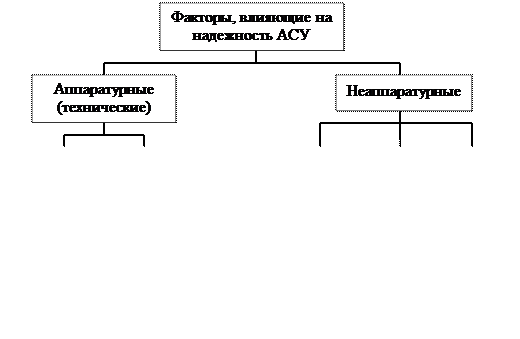 Факторы, влияющие на
надежность АСУ
Аппаратурные
(технические)
Неаппаратурные